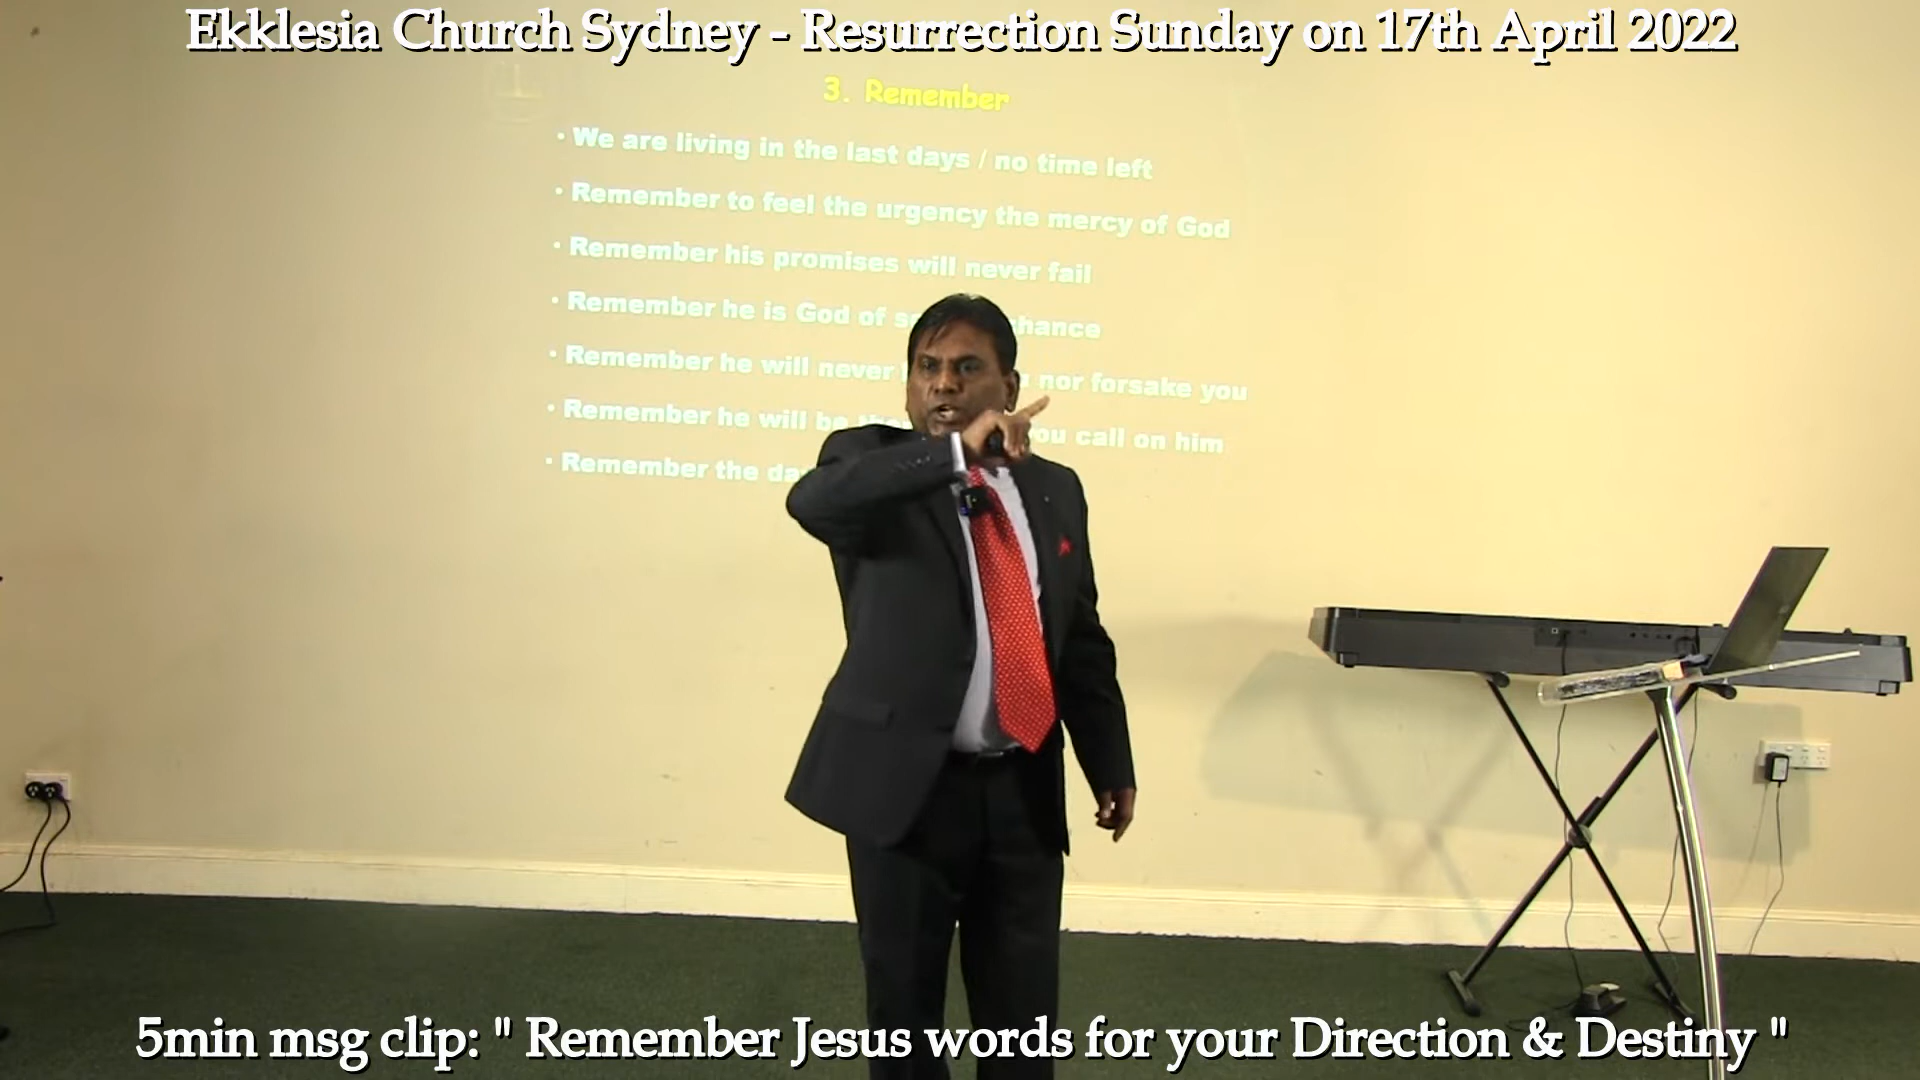 Ekklesia Church Sydney - Resurrection Sunday on 17th April 2022
3. Remember
• We are living in the last days / no time left
• Remember to feel the urgency the mercy of God
• Remember his promises will never fail
• Remember he is God of chance
• Remember he will never nor forsake you
• Remember he will be you call on him
• Remember the
5min msg clip: " Remember Jesus words for your Direction & Destiny "